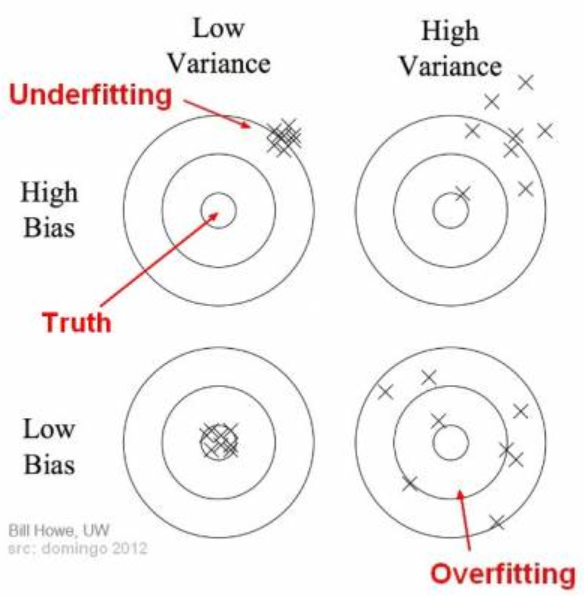 Low
Variance
High
Variance
Underfitting
High
Bias
Truth
Low
Bias
Bill Howe, UW
src: domingo 2012
Overfitting